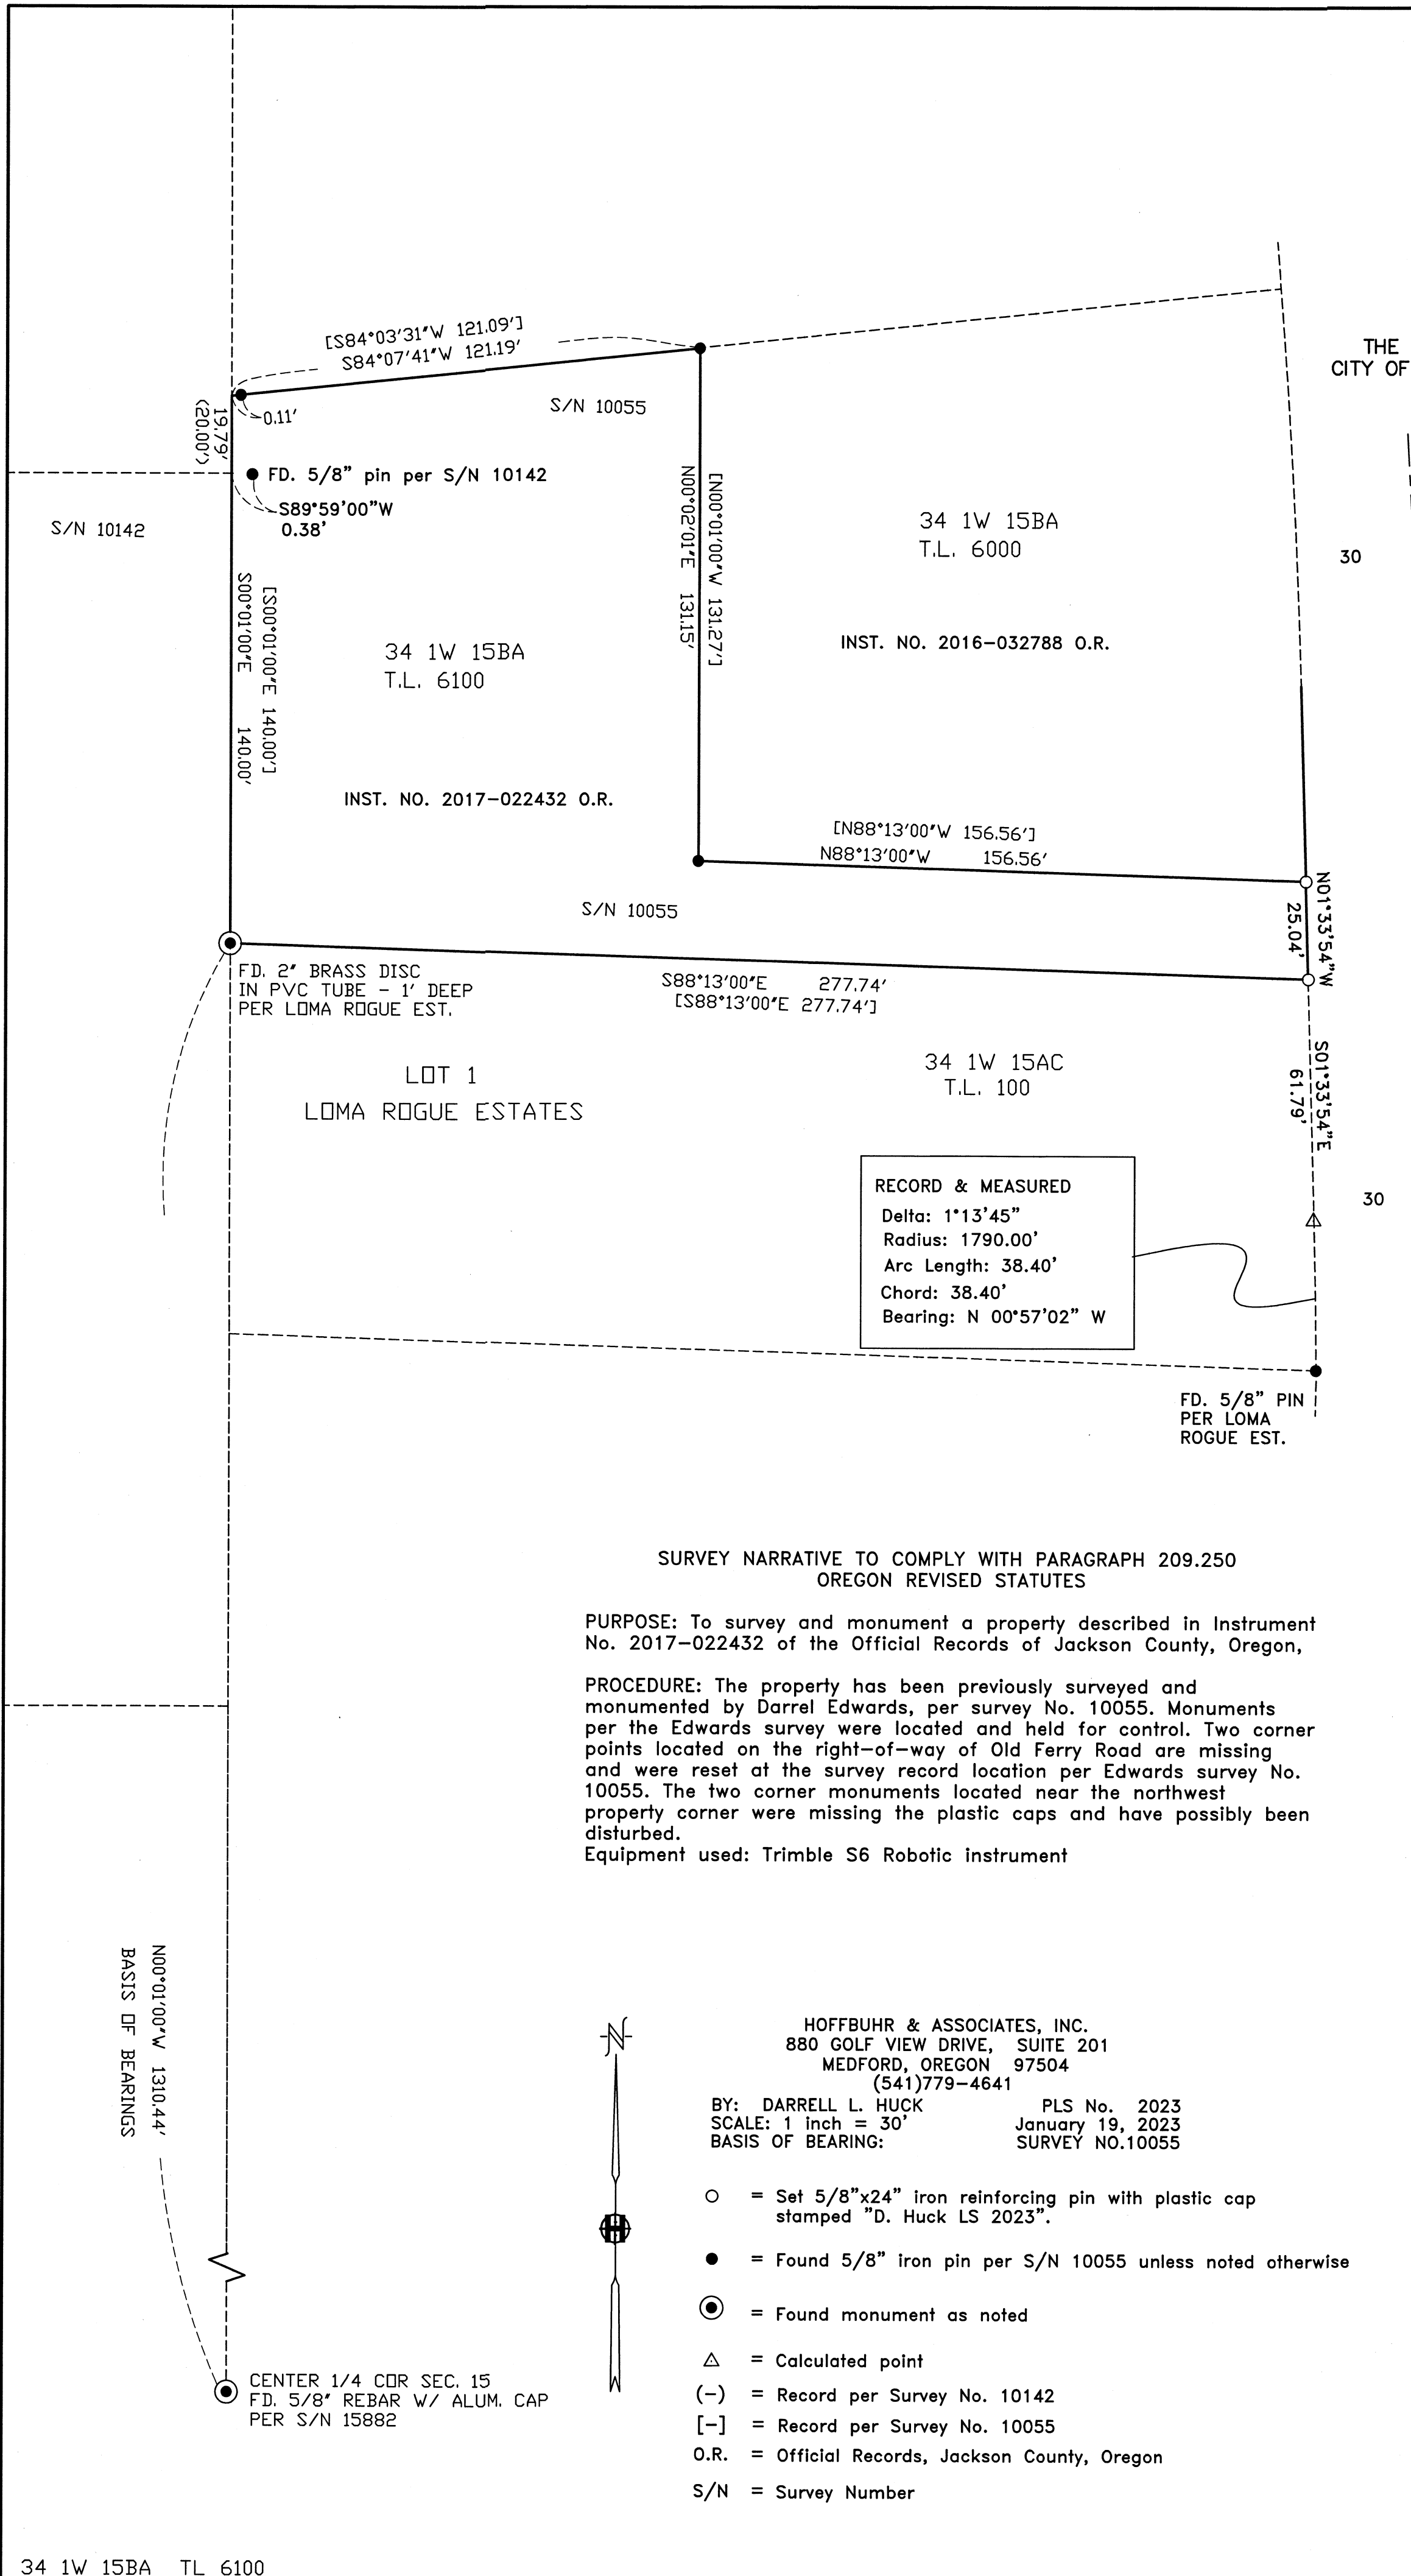 THE
CITY OF
[S84°03'31"W 121.09']
S84°07'41"W 121.19'
0.11'
S/N 10055
19.79'
(20.00')
FD. 5/8" pin per S/N 10142
S89°59'00"W
0.38'
S/N 10142
[N00°01'00"W 131.27']
N00°02'01"E 131.15'
34 1W 15BA
T.L. 6000
30
[S00°01'00"E 140.00']
S00°01'00"E 140.00'
34 1W 15BA
T.L. 6100
INST. NO. 2016-032788 O.R.
INST. NO. 2017-022432 O.R.
[N88°13'00"W 156.56']
N88°13'00"W 156.56'
N01°33'54"W
25.04'
S/N 10055
FD. 2" BRASS DISC
IN PVC TUBE - 1' DEEP
PER LOMA ROGUE EST.
S88°13'00"E 277.74'
[S88°13'00"E 277.74']
S01°33'54"E
61.79'
LOT 1
LOMA ROGUE ESTATES
34 1W 15AC
T.L. 100
RECORD & MEASURED
Delta: 1°13'45"
Radius: 1790.00'
Arc Length: 38.40'
Chord: 38.40'
Bearing: N 00°57'02" W
30
FD. 5/8" PIN
PER LOMA
ROGUE EST.
SURVEY NARRATIVE TO COMPLY WITH PARAGRAPH 209.250
OREGON REVISED STATUTES
PURPOSE: To survey and monument a property described in Instrument
No. 2017-022432 of the Official Records of Jackson County, Oregon,
PROCEDURE: The property has been previously surveyed and
monumented by Darrel Edwards, per survey No. 10055. Monuments
per the Edwards survey were located and held for control. Two corner
points located on the right-of-way of Old Ferry Road are missing
and were reset at the survey record location per Edwards survey No.
10055. The two corner monuments located near the northwest
property corner were missing the plastic caps and have possibly been
disturbed.
Equipment used: Trimble S6 Robotic instrument
N00°01'00"W 1310.44'
BASIS OF BEARINGS
N
H
HOFFBUHR & ASSOCIATES, INC.
880 GOLF VIEW DRIVE, SUITE 201
MEDFORD, OREGON 97504
(541)779-4641
BY: DARRELL L. HUCK PLS No. 2023
SCALE: 1 inch = 30' January 19, 2023
BASIS OF BEARING: SURVEY NO.10055
= Set 5/8"x24" iron reinforcing pin with plastic cap
stamped "D. Huck LS 2023".
= Found 5/8" iron pin per S/N 10055 unless noted otherwise
= Found monument as noted
= Calculated point
(-) = Record per Survey No. 10142
[-] = Record per Survey No. 10055
O.R. = Official Records, Jackson County, Oregon
S/N = Survey Number
CENTER 1/4 COR SEC. 15
FD. 5/8" REBAR W/ ALUM. CAP
PER S/N 15882
34 1W 15BA TL 6100